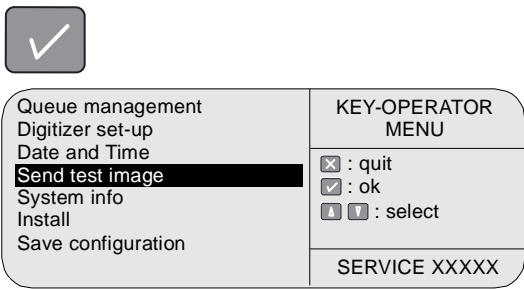 Queue management
Digitizer set-up
Date and Time
Send test image
System info
Install
Save configuration
KEY-OPERATOR
MENU
: quit
: ok
: select
SERVICE XXXXX